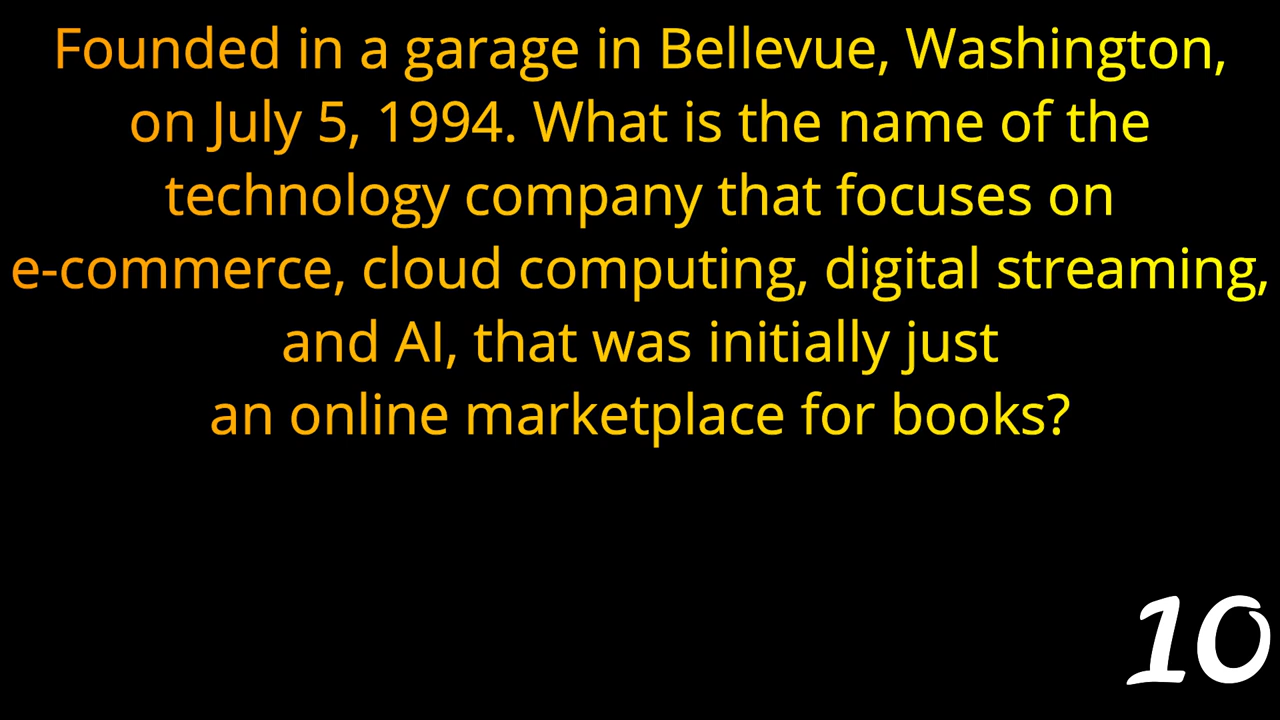 Founded in a garage in Bellevue, Washington,
on July 5, 1994. What is the name of the
technology company that focuses on
e-commerce, cloud computing, digital streaming,
and AI, that was initially just
an online marketplace for books?
10